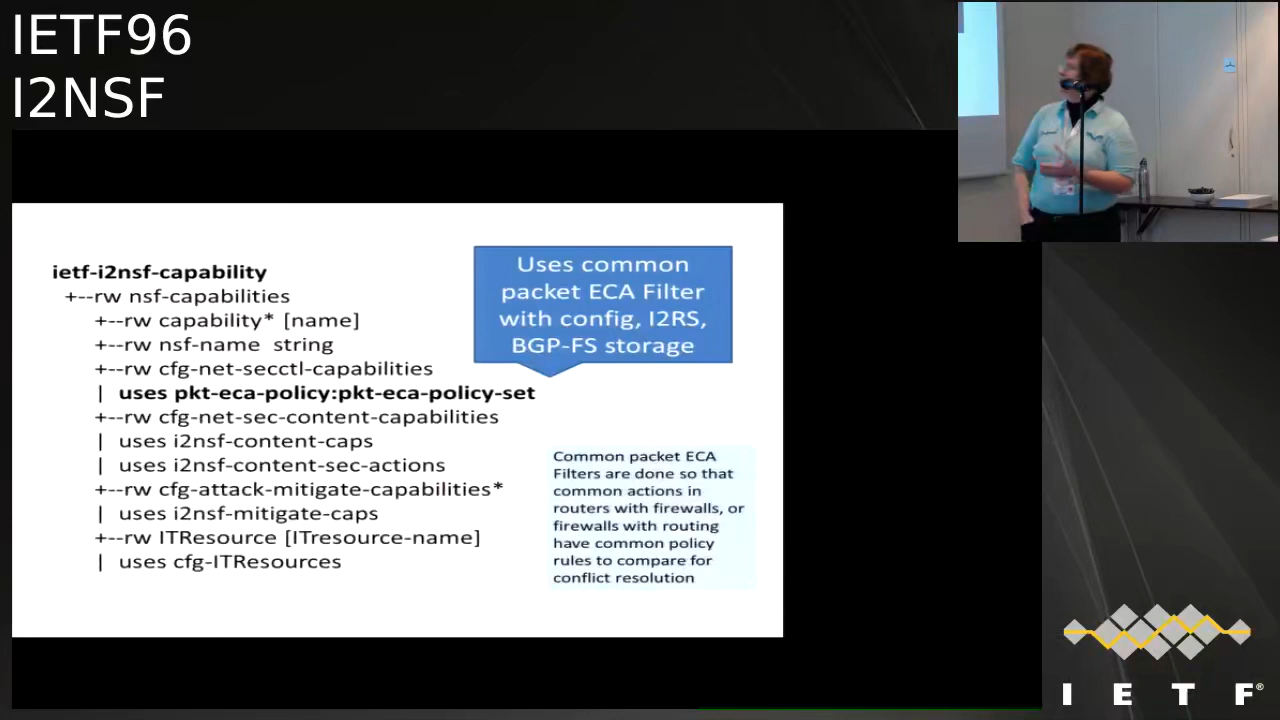 IETF96
I2NSF
ietf-i2nsf-capability
+--rw nsf-capabilities
+--rw capability* [name]
+--rw nsf-name string
+--rw cfg-net-secctl-capabilities
| uses pkt-eca-policy:pkt-eca-policy-set
+--rw cfg-net-sec-content-capabilities
| uses i2nsf-content-caps
| uses i2nsf-content-sec-actions
+--rw cfg-attack-mitigate-capabilities*
| uses i2nsf-mitigate-caps
+--rw ITResource [ITresource-name]
| uses cfg-ITResources
Uses common
packet ECA Filter
with config, I2RS,
BGP-FS storage
Common packet ECA
Filters are done so that
common actions in
routers with firewalls, or
firewalls with routing
have common policy
rules to compare for
conflict resolution
I E T F®